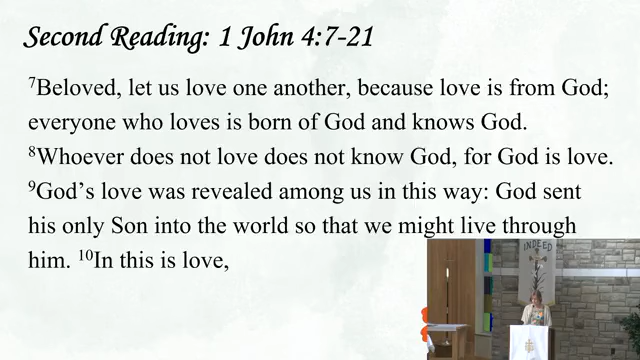 Second Reading: 1 John 4:7-21
⁷Beloved, let us love one another, because love is from God;
everyone who loves is born of God and knows God.
⁸Whoever does not love does not know God, for God is love.
⁹God’s love was revealed among us in this way: God sent
his only Son into the world so that we might live through
him. ¹⁰In this is love,
INDEED